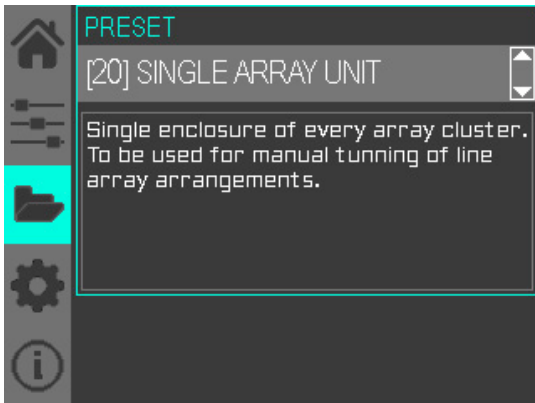 PRESET
[20] SINGLE ARRAY UNIT
Single enclosure of every array cluster.
To be used for manual tunning of line
array arrangements.